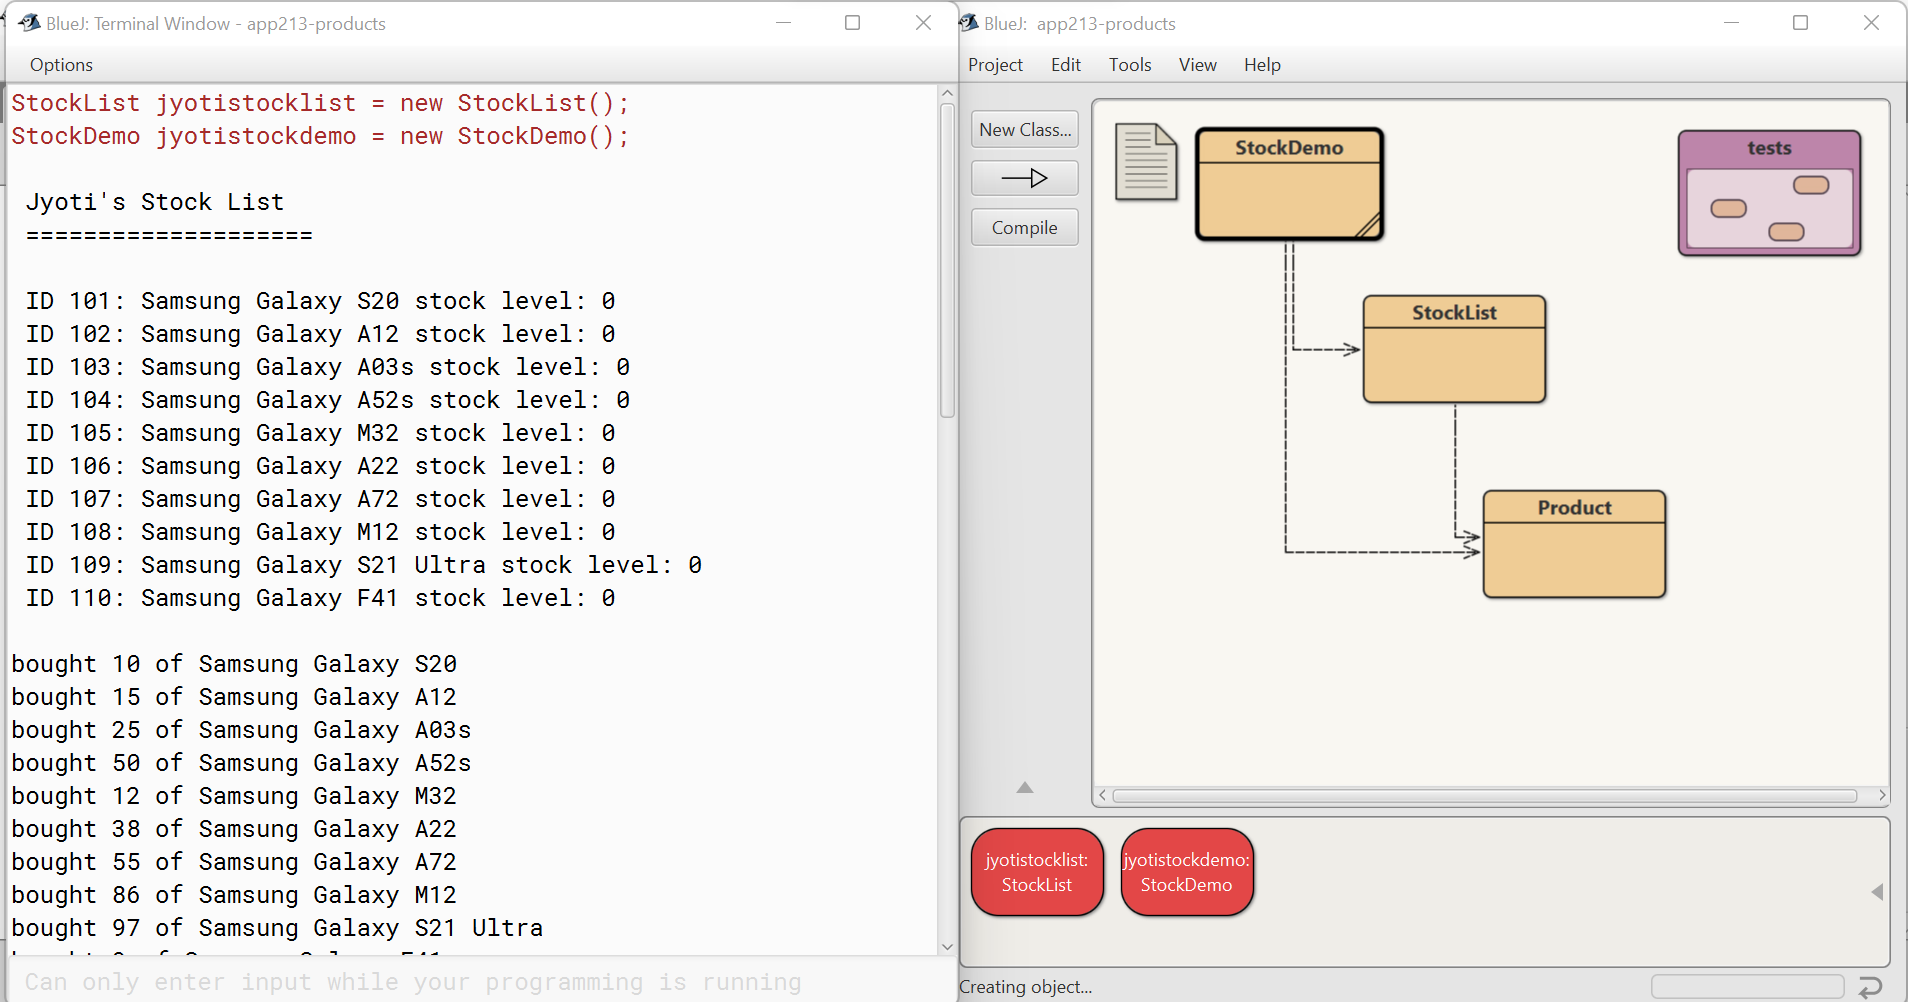 BlueJ: Terminal Window - app213-products
Options
StockList jyotistocklist = new StockList();
StockDemo jyotistockdemo = new StockDemo();
Jyoti's Stock List
====================
ID 101: Samsung Galaxy S20 stock level: 0
ID 102: Samsung Galaxy A12 stock level: 0
ID 103: Samsung Galaxy A03s stock level: 0
ID 104: Samsung Galaxy A52s stock level: 0
ID 105: Samsung Galaxy M32 stock level: 0
ID 106: Samsung Galaxy A22 stock level: 0
ID 107: Samsung Galaxy A72 stock level: 0
ID 108: Samsung Galaxy M12 stock level: 0
ID 109: Samsung Galaxy S21 Ultra stock level: 0
ID 110: Samsung Galaxy F41 stock level: 0
bought 10 of Samsung Galaxy S20
bought 15 of Samsung Galaxy A12
bought 25 of Samsung Galaxy A03s
bought 50 of Samsung Galaxy A52s
bought 12 of Samsung Galaxy M32
bought 38 of Samsung Galaxy A22
bought 55 of Samsung Galaxy A72
bought 86 of Samsung Galaxy M12
bought 97 of Samsung Galaxy S21 Ultra
Can only enter input while your programming is running
BlueJ: app213-products
Project Edit Tools View Help
New Class...
Compile
StockDemo
tests
StockList
Product
jyotistocklist:
StockList
jyotistockdemo:
StockDemo
Creating object...